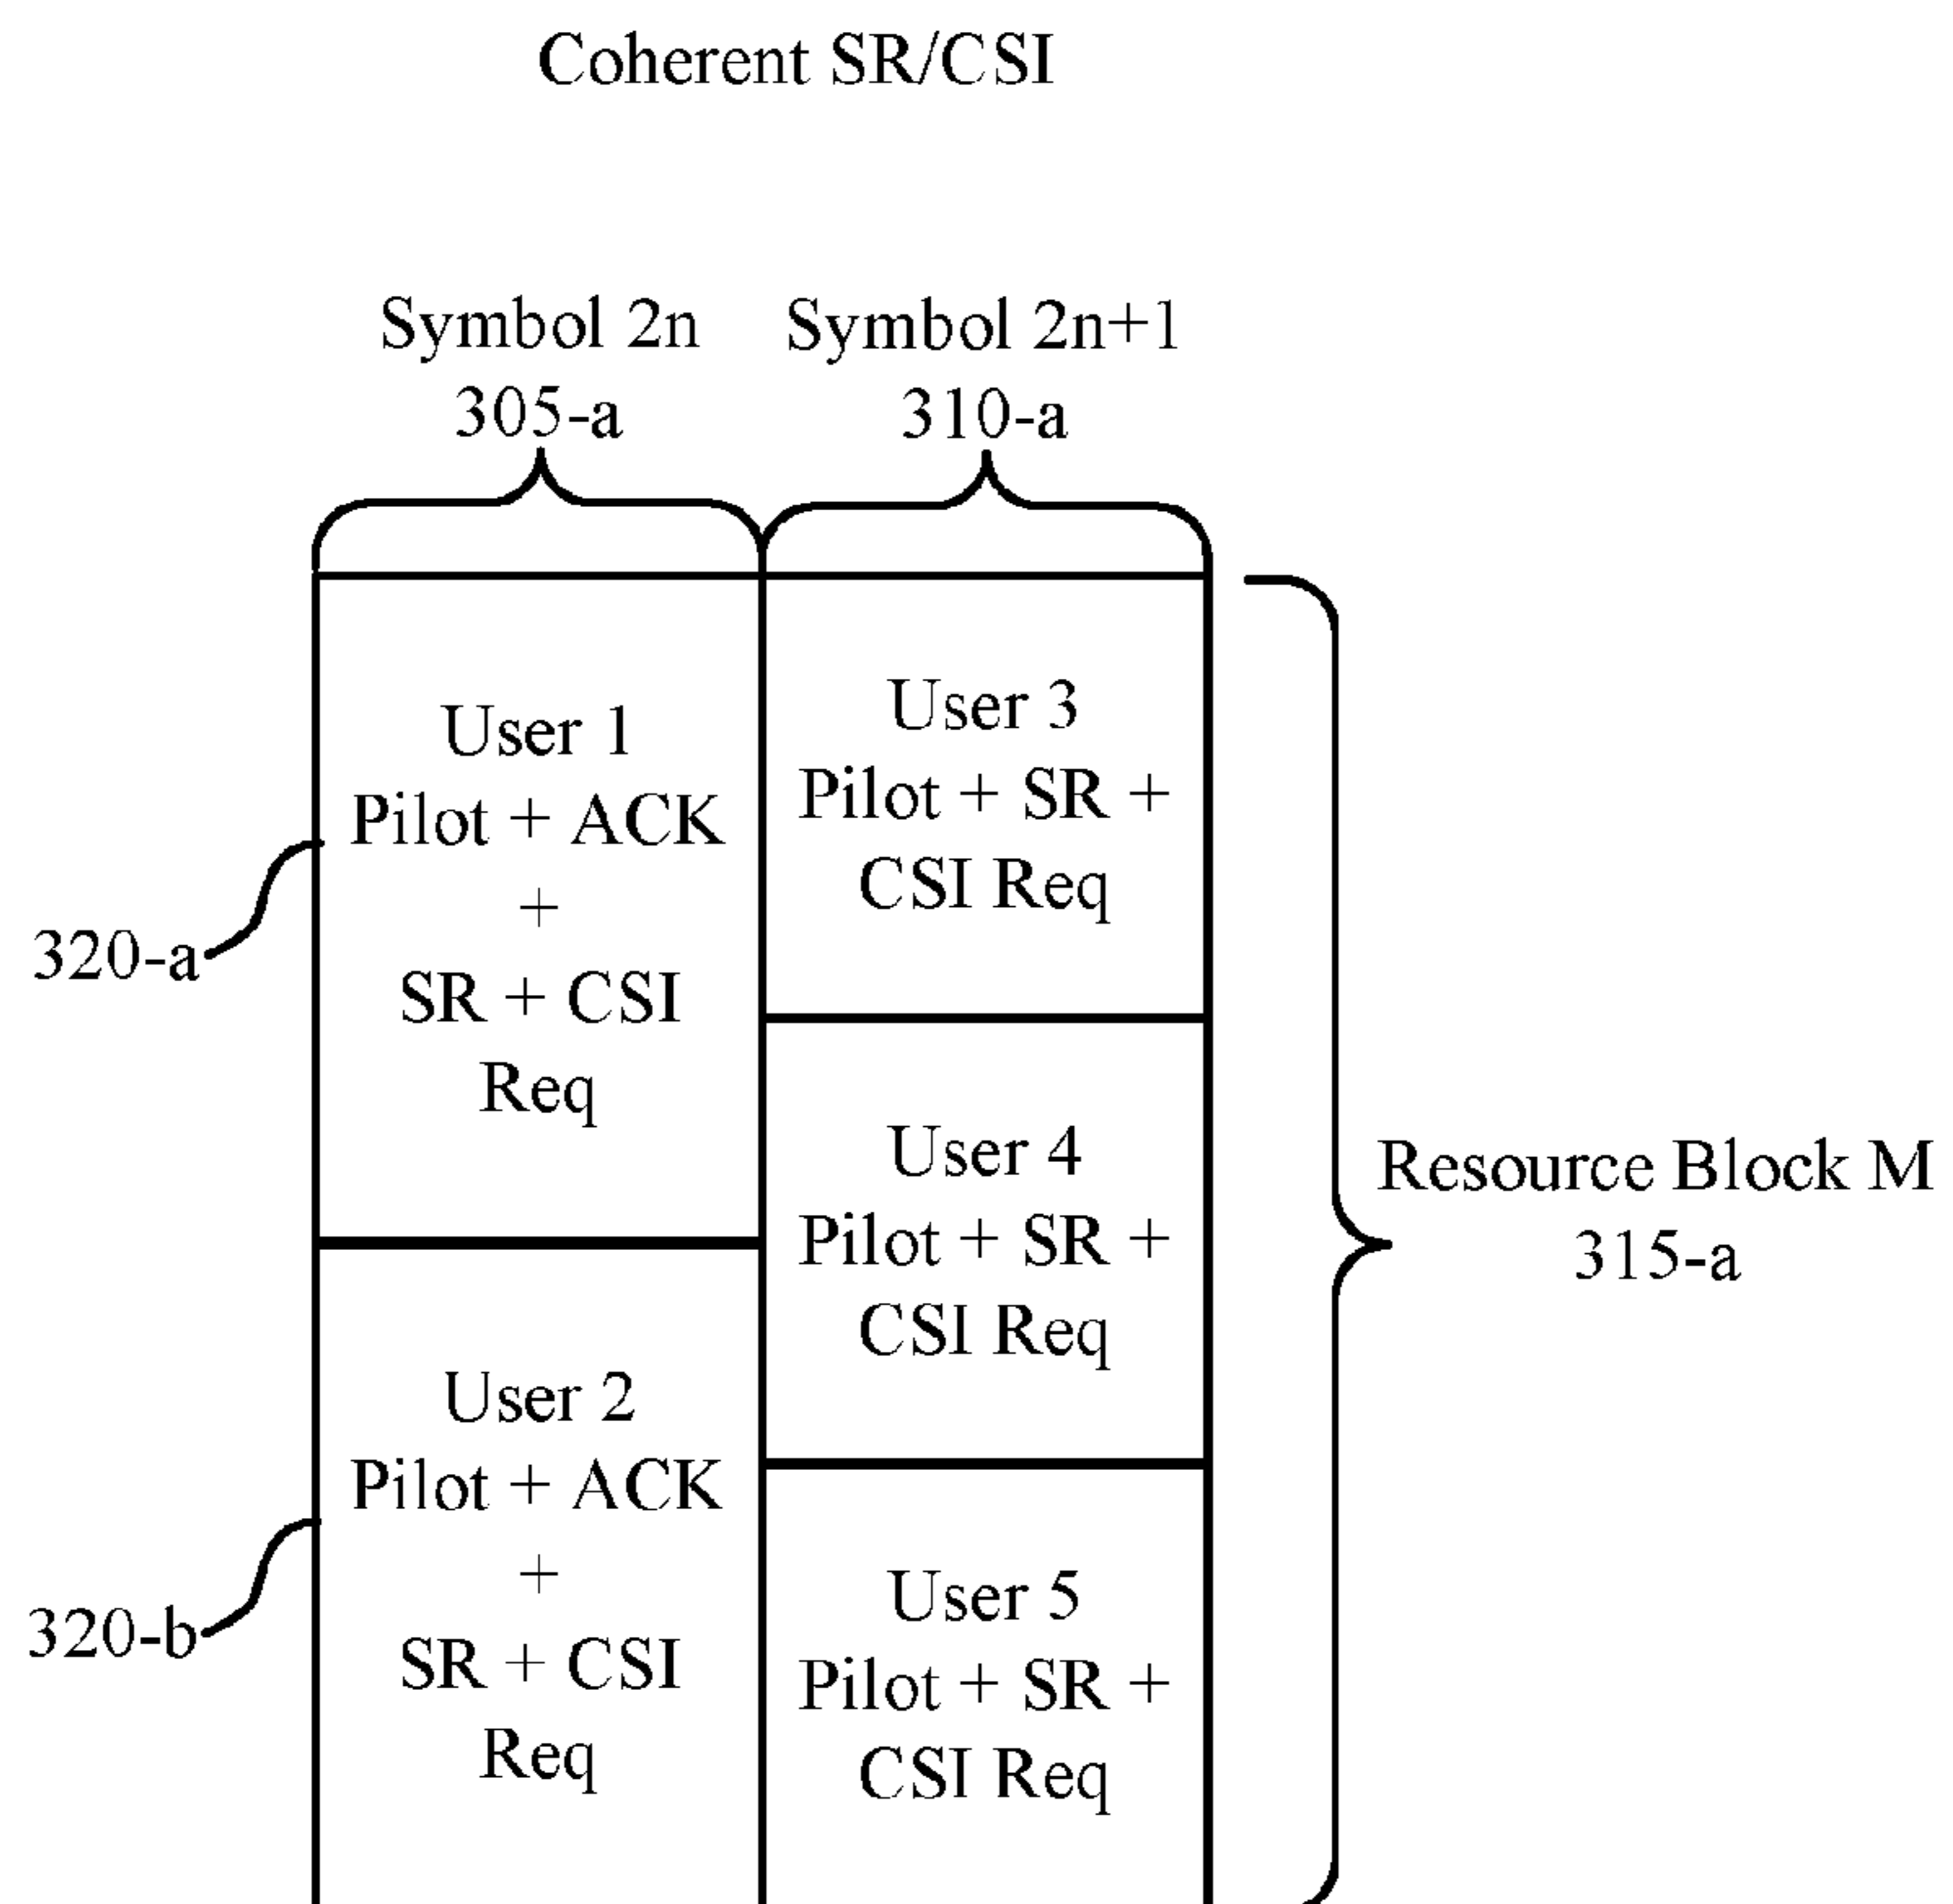 Coherent SR/CSI
Symbol 2n
305-a
Symbol 2n+1
310-a
User 1
Pilot + ACK
+
SR + CSI
Req
320-a
User 2
Pilot + ACK
+
SR + CSI
Req
320-b
User 3
Pilot + SR +
CSI Req
User 4
Pilot + SR +
CSI Req
User 5
Pilot + SR +
CSI Req
Resource Block M
315-a